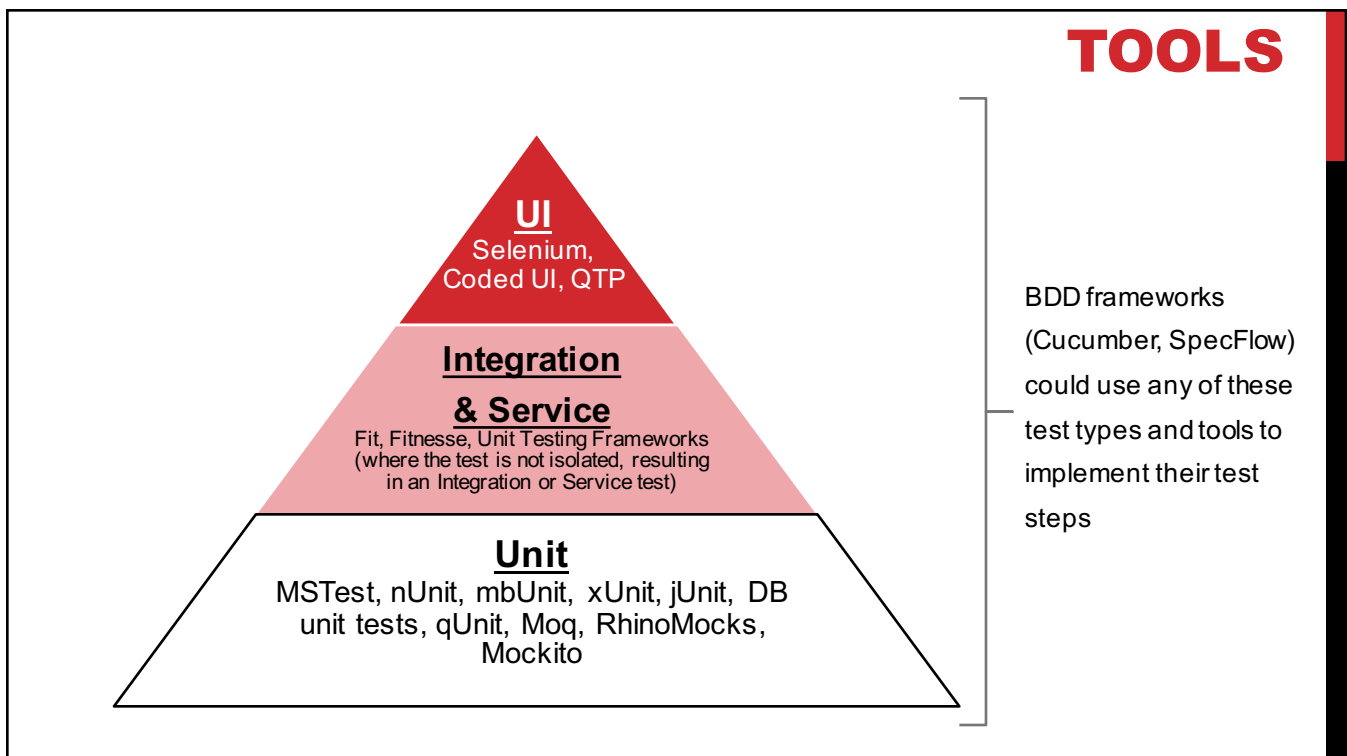 TOOLS
UI
Selenium,
Coded UI, QTP
Integration
& Service
Fit, Fitnesse, Unit Testing Frameworks
(where the test is not isolated, resulting
in an Integration or Service test)
Unit
MSTest, nUnit, mbUnit, xUnit, jUnit, DB
unit tests, qUnit, Moq, RhinoMocks,
Mockito
BDD frameworks
(Cucumber, SpecFlow)
could use any of these
test types and tools to
implement their test
steps